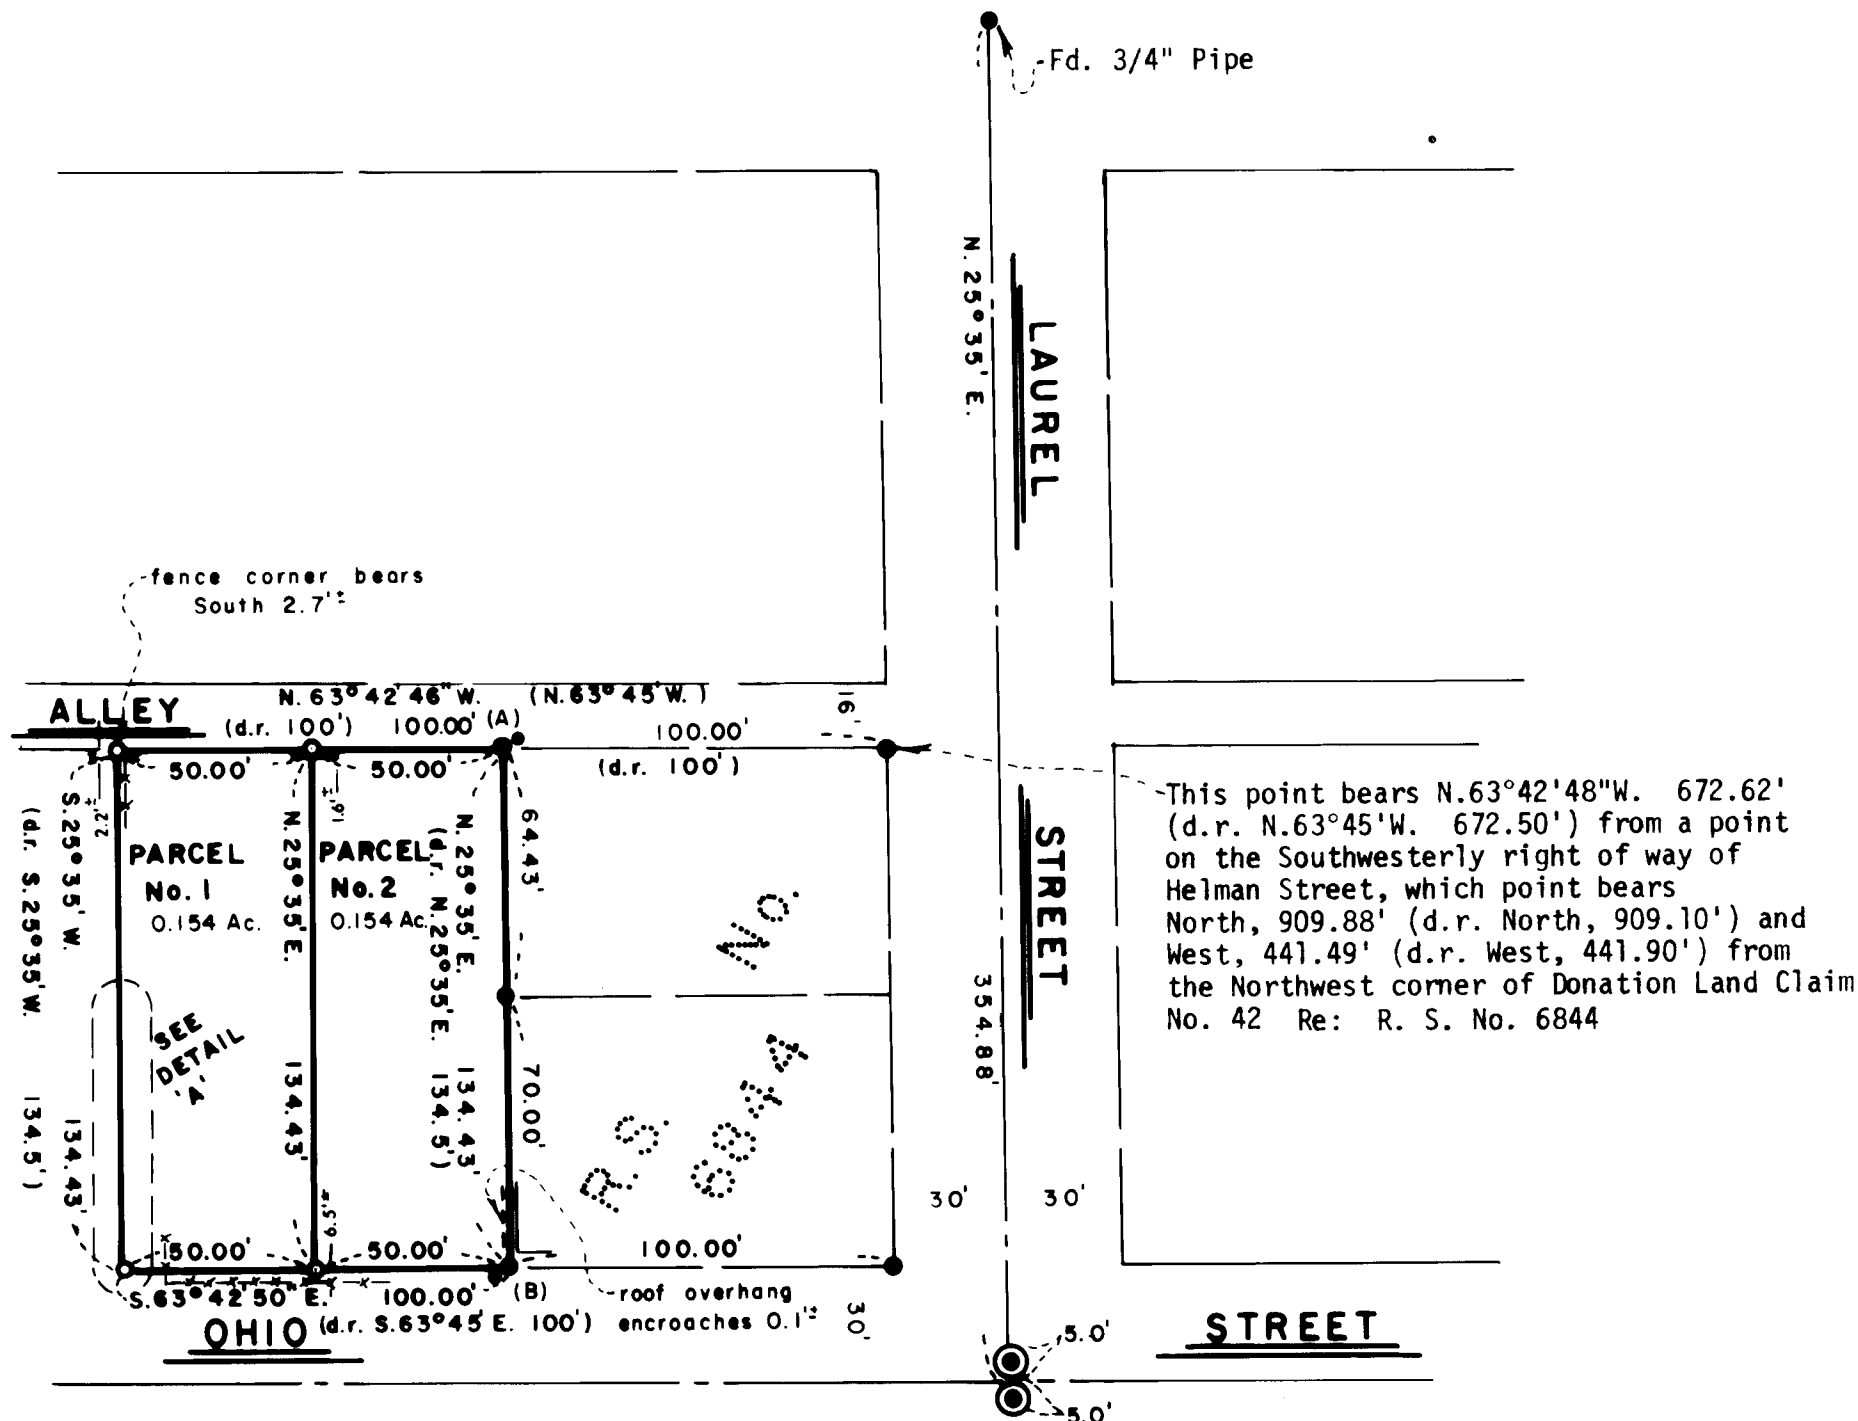 Fd. 3/4" Pipe
N. 25° 35' E.
LAUREL
fence corner bears
South 2.7'±
ALLEY
N. 63° 42' 46" W. (N. 63° 45' W.)
(d.r. 100') 100.00' (A)
16'
100.00'
(d.r. 100')
50.00'
50.00'
2.2'±
1.9'±
S. 25° 35' W. 134.43'
(d.r. S. 25° 35' W. 134.5')
PARCEL
No. 1
0.154 Ac.
N. 25° 35' E. 134.43'
PARCEL
No. 2
0.154 Ac.
(d.r. N. 25° 35' E. 134.5')
N. 25° 35' E. 134.43'
64.43'
70.00'
This point bears N.63°42'48"W. 672.62'
(d.r. N.63°45'W. 672.50') from a point
on the Southwesterly right of way of
Helman Street, which point bears
North, 909.88' (d.r. North, 909.10') and
West, 441.49' (d.r. West, 441.90') from
the Northwest corner of Donation Land Claim
No. 42 Re: R. S. No. 6844
STREET
354.88'
SEE
DETAIL
'A'
R.S. NO.
6844
30' 30'
50.00'
50.00'
100.00'
S. 63° 42' 50" E. 100.00' (B)
(d.r. S. 63° 45' E. 100')
roof overhang
encroaches 0.1'±
30'
OHIO
STREET
5.0'
5.0'